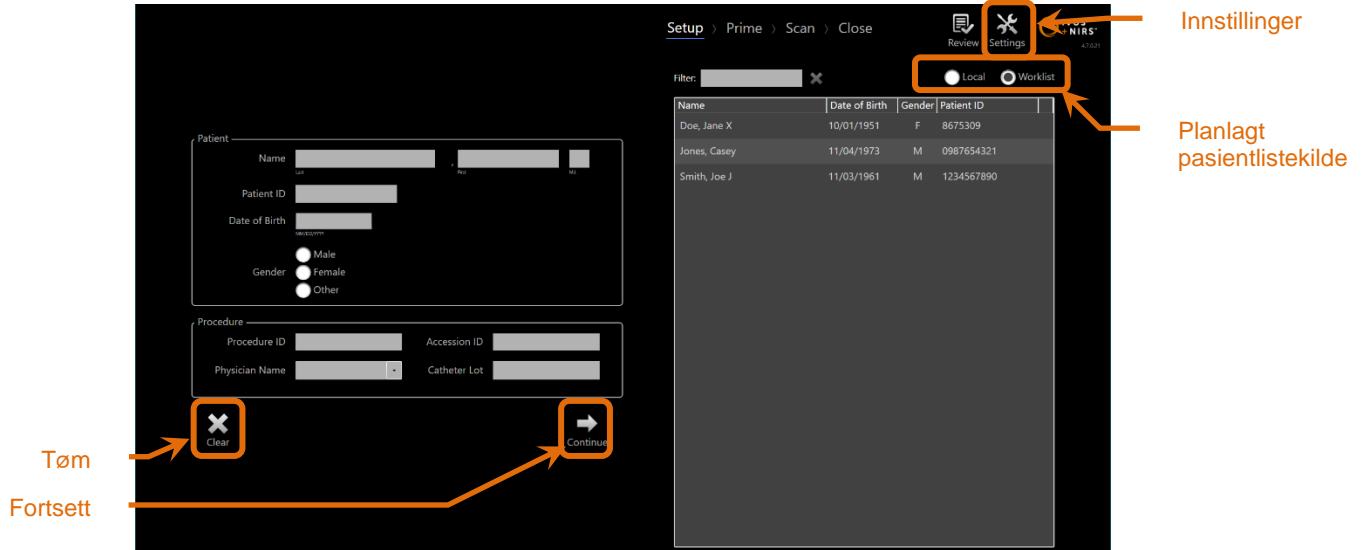 Setup › Prime › Scan › Close
Review
Settings
NIRS
4.7.0.21
Innstillinger
Filter:
Local
Worklist
Planlagt
pasientlistekilde
Name Date of Birth Gender Patient ID
Doe, Jane X 10/01/1951 F 8675309
Jones, Casey 11/04/1973 M 0987654321
Smith, Joe J 11/03/1961 M 1234567890
Patient
Name ,
Last First M.I.
Patient ID
Date of Birth
MM/DD/YYYY
Gender
Male
Female
Other
Procedure
Procedure ID Accession ID
Physician Name Catheter Lot
Clear
Continue
Tøm
Fortsett